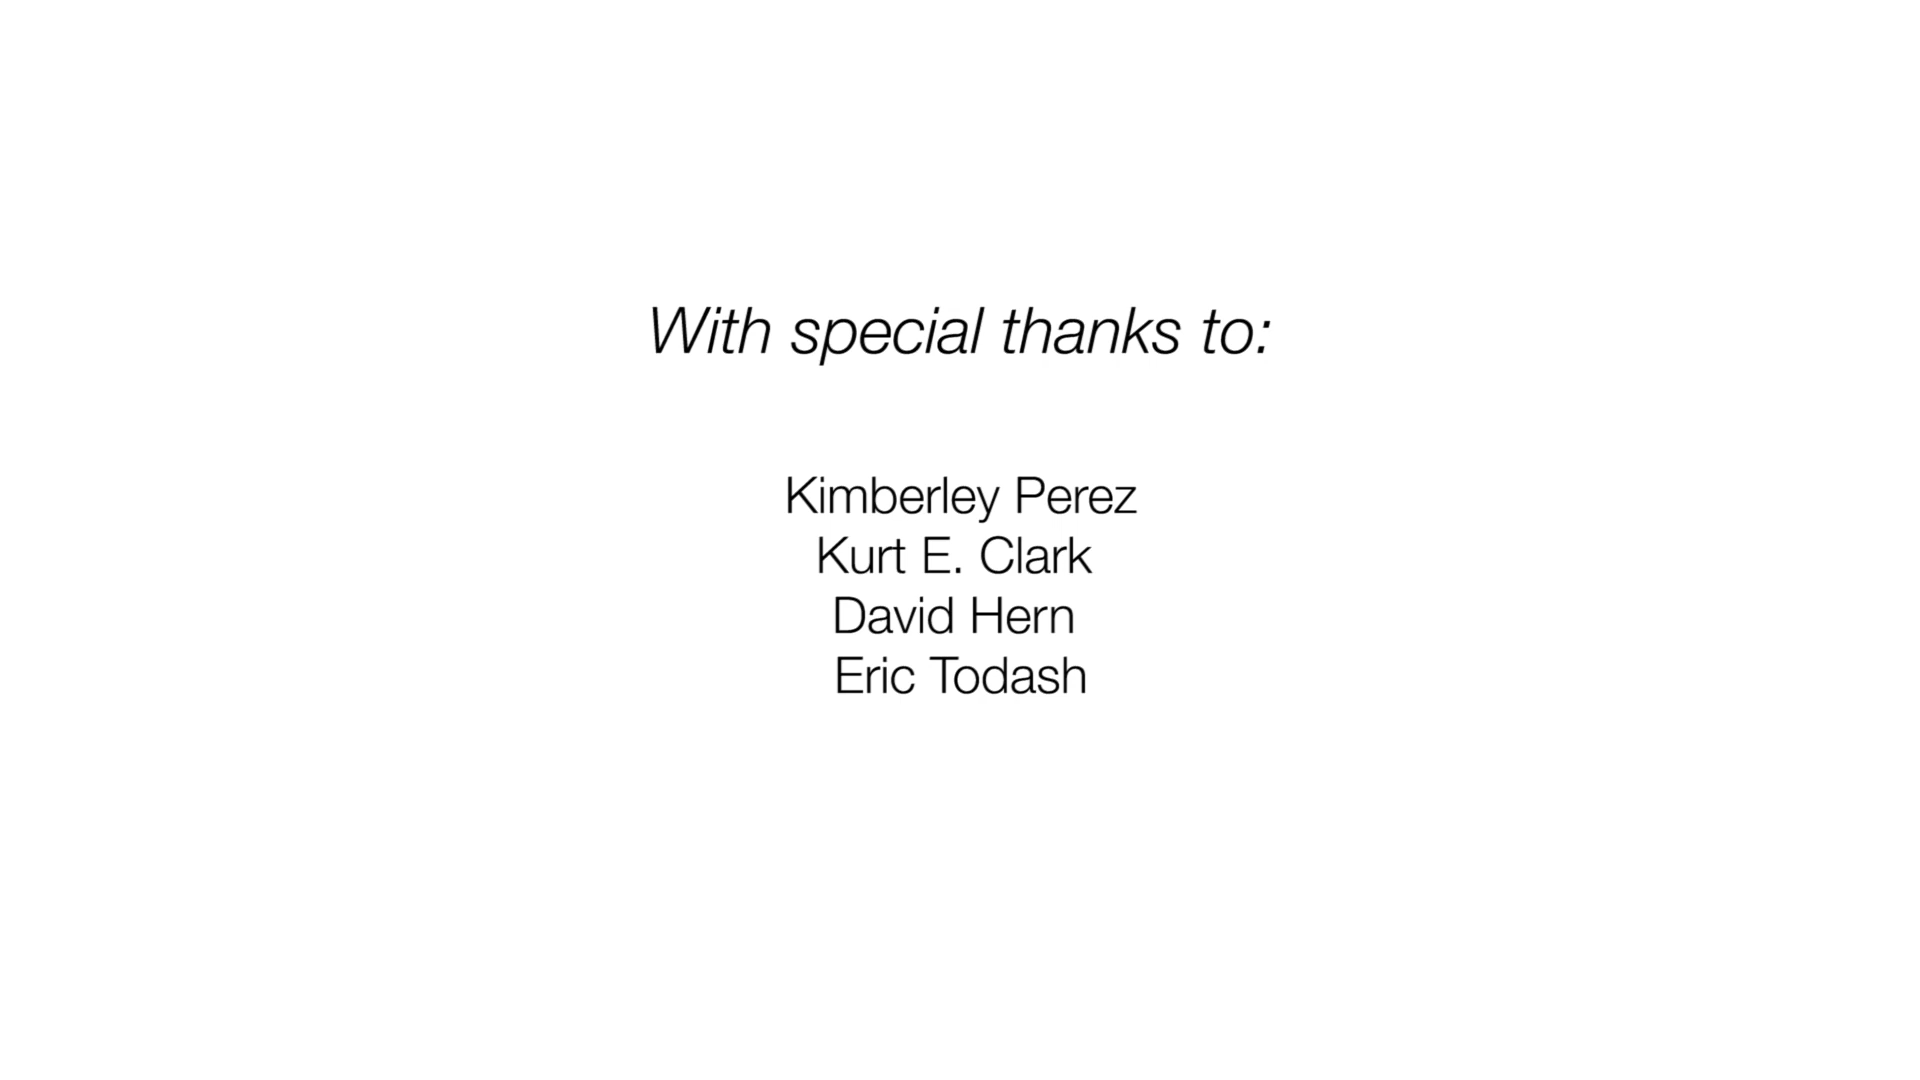 With special thanks to:
Kimberley Perez
Kurt E. Clark
David Hern
Eric Todash